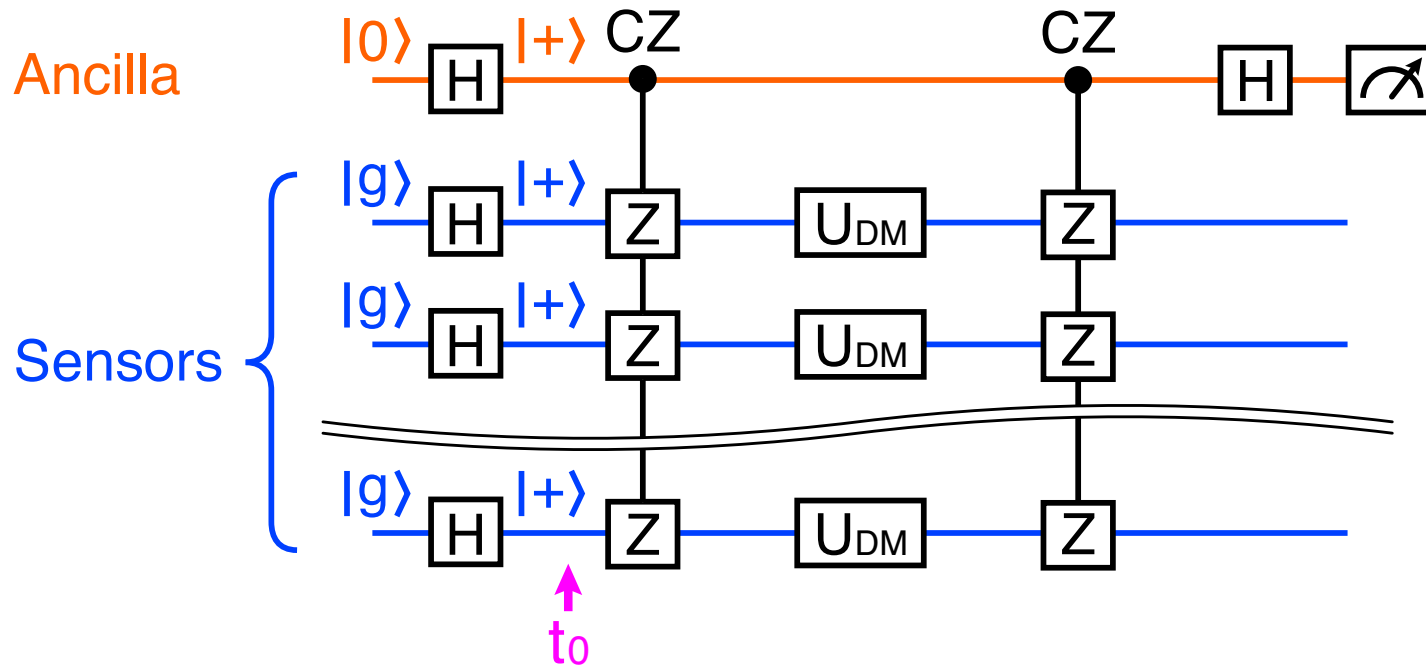 |0⟩ |+⟩ CZ CZ
Ancilla H H
|g⟩ |+⟩
H Z UDM Z
|g⟩ |+⟩
H Z UDM Z
Sensors
|g⟩ |+⟩
H Z UDM Z
t0